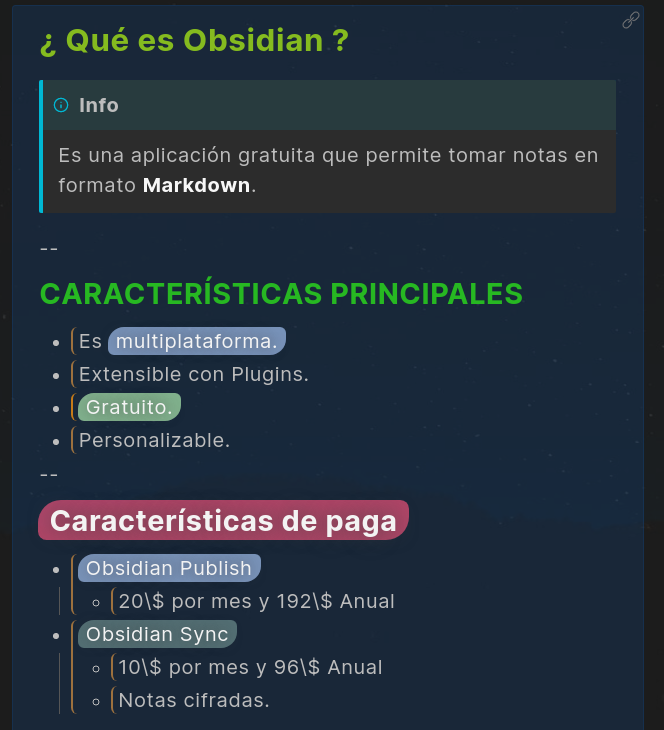 ¿ Qué es Obsidian ?
Info
Es una aplicación gratuita que permite tomar notas en
formato Markdown.
--
CARACTERÍSTICAS PRINCIPALES
Es multiplataforma.
Extensible con Plugins.
Gratuito.
Personalizable.
--
Características de paga
Obsidian Publish
20\$ por mes y 192\$ Anual
Obsidian Sync
10\$ por mes y 96\$ Anual
Notas cifradas.